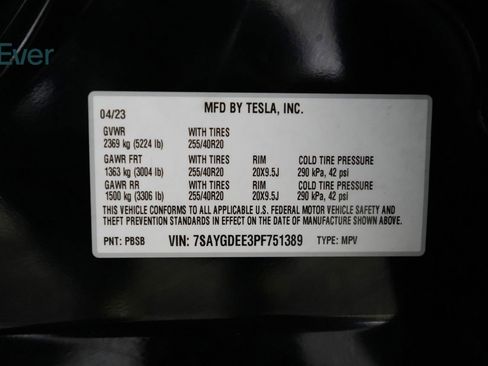 Ever
04/23 MFD BY TESLA, INC.
GVWR WITH TIRES
2369 kg (5224 lb) 255/40R20
GAWR FRT WITH TIRES RIM COLD TIRE PRESSURE
1363 kg (3004 lb) 255/40R20 20X9.5J 290 kPa, 42 psi
GAWR RR WITH TIRES RIM COLD TIRE PRESSURE
1500 kg (3306 lb) 255/40R20 20X9.5J 290 kPa, 42 psi
THIS VEHICLE CONFORMS TO ALL APPLICABLE U.S. FEDERAL MOTOR VEHICLE SAFETY AND
THEFT PREVENTION STANDARDS IN EFFECT ON THE DATE OF MANUFACTURE SHOWN ABOVE.
PNT: PBSB VIN: 7SAYGDEE3PF751389 TYPE: MPV